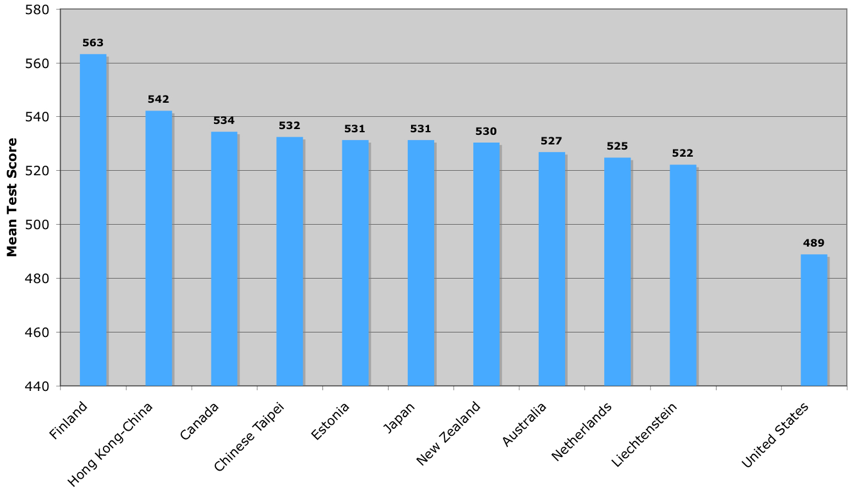 580
560
540
520
500
480
460
440
Mean Test Score
563
542
534
532
531
531
530
527
525
522
489
Finland
Hong Kong-China
Canada
Chinese Taipei
Estonia
Japan
New Zealand
Australia
Netherlands
Liechtenstein
United States